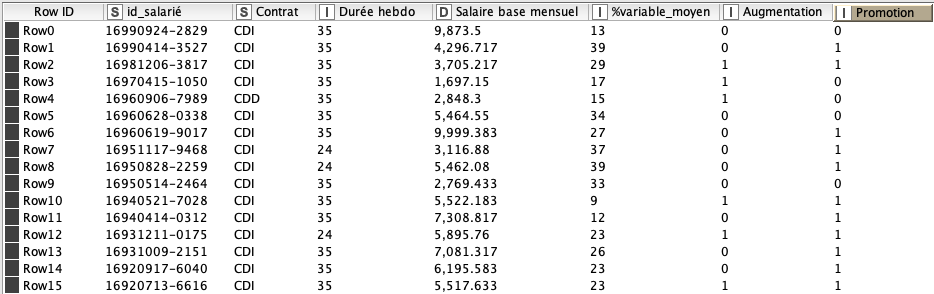 Row ID S id_salarié S Contrat I Durée hebdo D Salaire base mensuel I %variable_moyen I Augmentation I Promotion
Row0 16990924-2829 CDI 35 9,873.5 13 0 0
Row1 16990414-3527 CDI 35 4,296.717 39 0 1
Row2 16981206-3817 CDI 35 3,705.217 29 1 1
Row3 16970415-1050 CDI 35 1,697.15 17 1 0
Row4 16960906-7989 CDD 35 2,848.3 15 1 0
Row5 16960628-0338 CDI 35 5,464.55 34 0 0
Row6 16960619-9017 CDI 35 9,999.383 27 0 1
Row7 16951117-9468 CDI 24 3,116.88 37 0 1
Row8 16950828-2259 CDI 24 5,462.08 39 0 1
Row9 16950514-2464 CDI 35 2,769.433 33 0 0
Row10 16940521-7028 CDI 35 5,522.183 9 1 1
Row11 16940414-0312 CDI 35 7,308.817 12 0 1
Row12 16931211-0175 CDI 24 5,895.76 23 1 1
Row13 16931009-2151 CDI 35 7,081.317 26 0 1
Row14 16920917-6040 CDI 35 6,195.583 23 0 1
Row15 16920713-6616 CDI 35 5,517.633 23 1 1